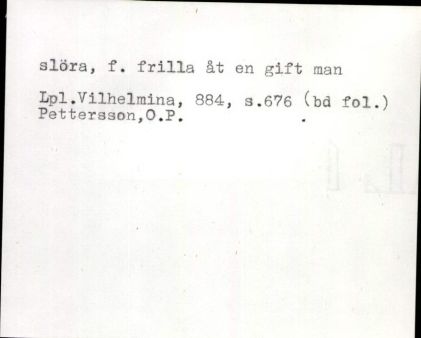 slöra, f. frilla åt en gift man
Lpl.Vilhelmina, 884, s.676 (bd fol.)
Pettersson,O.P.